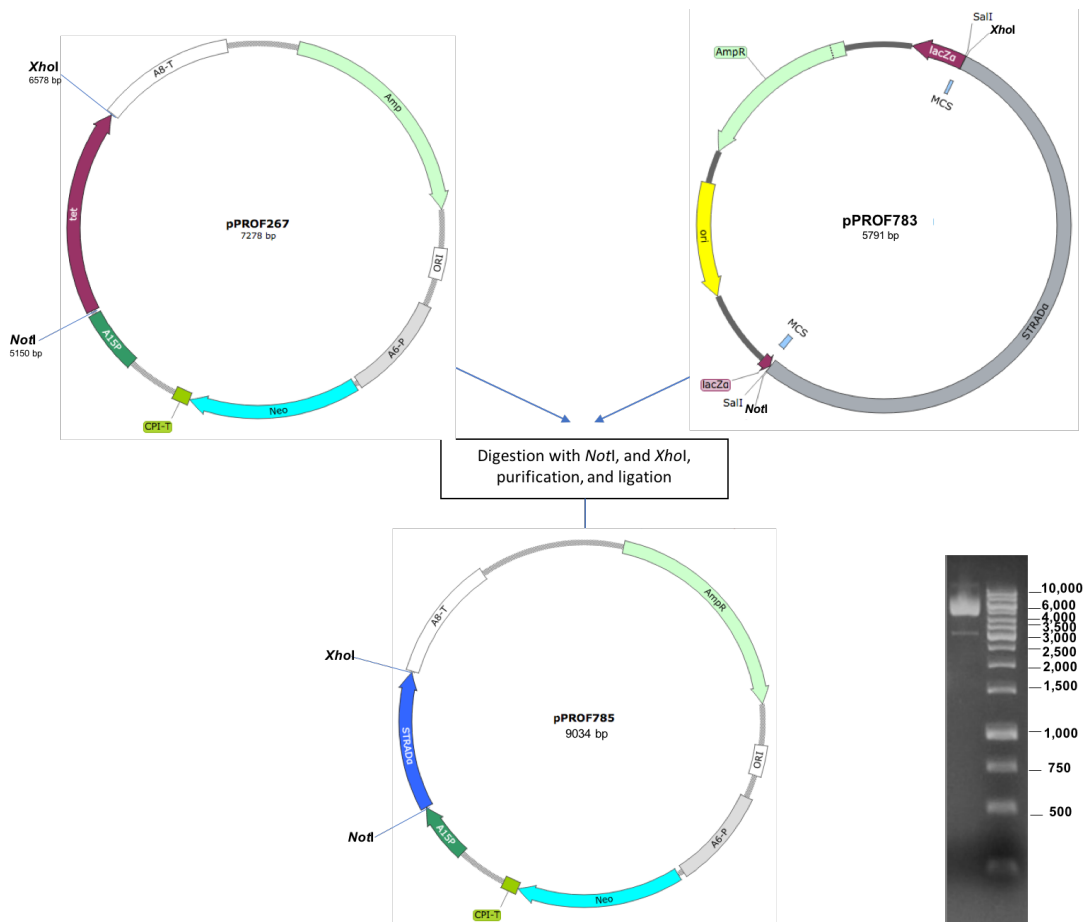 XhoI
6578 bp
A8-T
Amp
tet
pPROF267
7278 bp
ORI
NotI
5150 bp
A15P
A6-P
Neo
CPI-T
SalI
XhoI
lacZα
AmpR
MCS
pPROF783
5791 bp
ori
STRADα
MCS
lacZα
SalI
NotI
Digestion with NotI, and XhoI,
purification, and ligation
AmpR
A8-T
XhoI
pPROF785
9034 bp
STRADα
ORI
NotI
A15P
A6-P
Neo
CPI-T
10,000
6,000
4,000
3,500
3,000
2,500
2,000
1,500
1,000
750
500